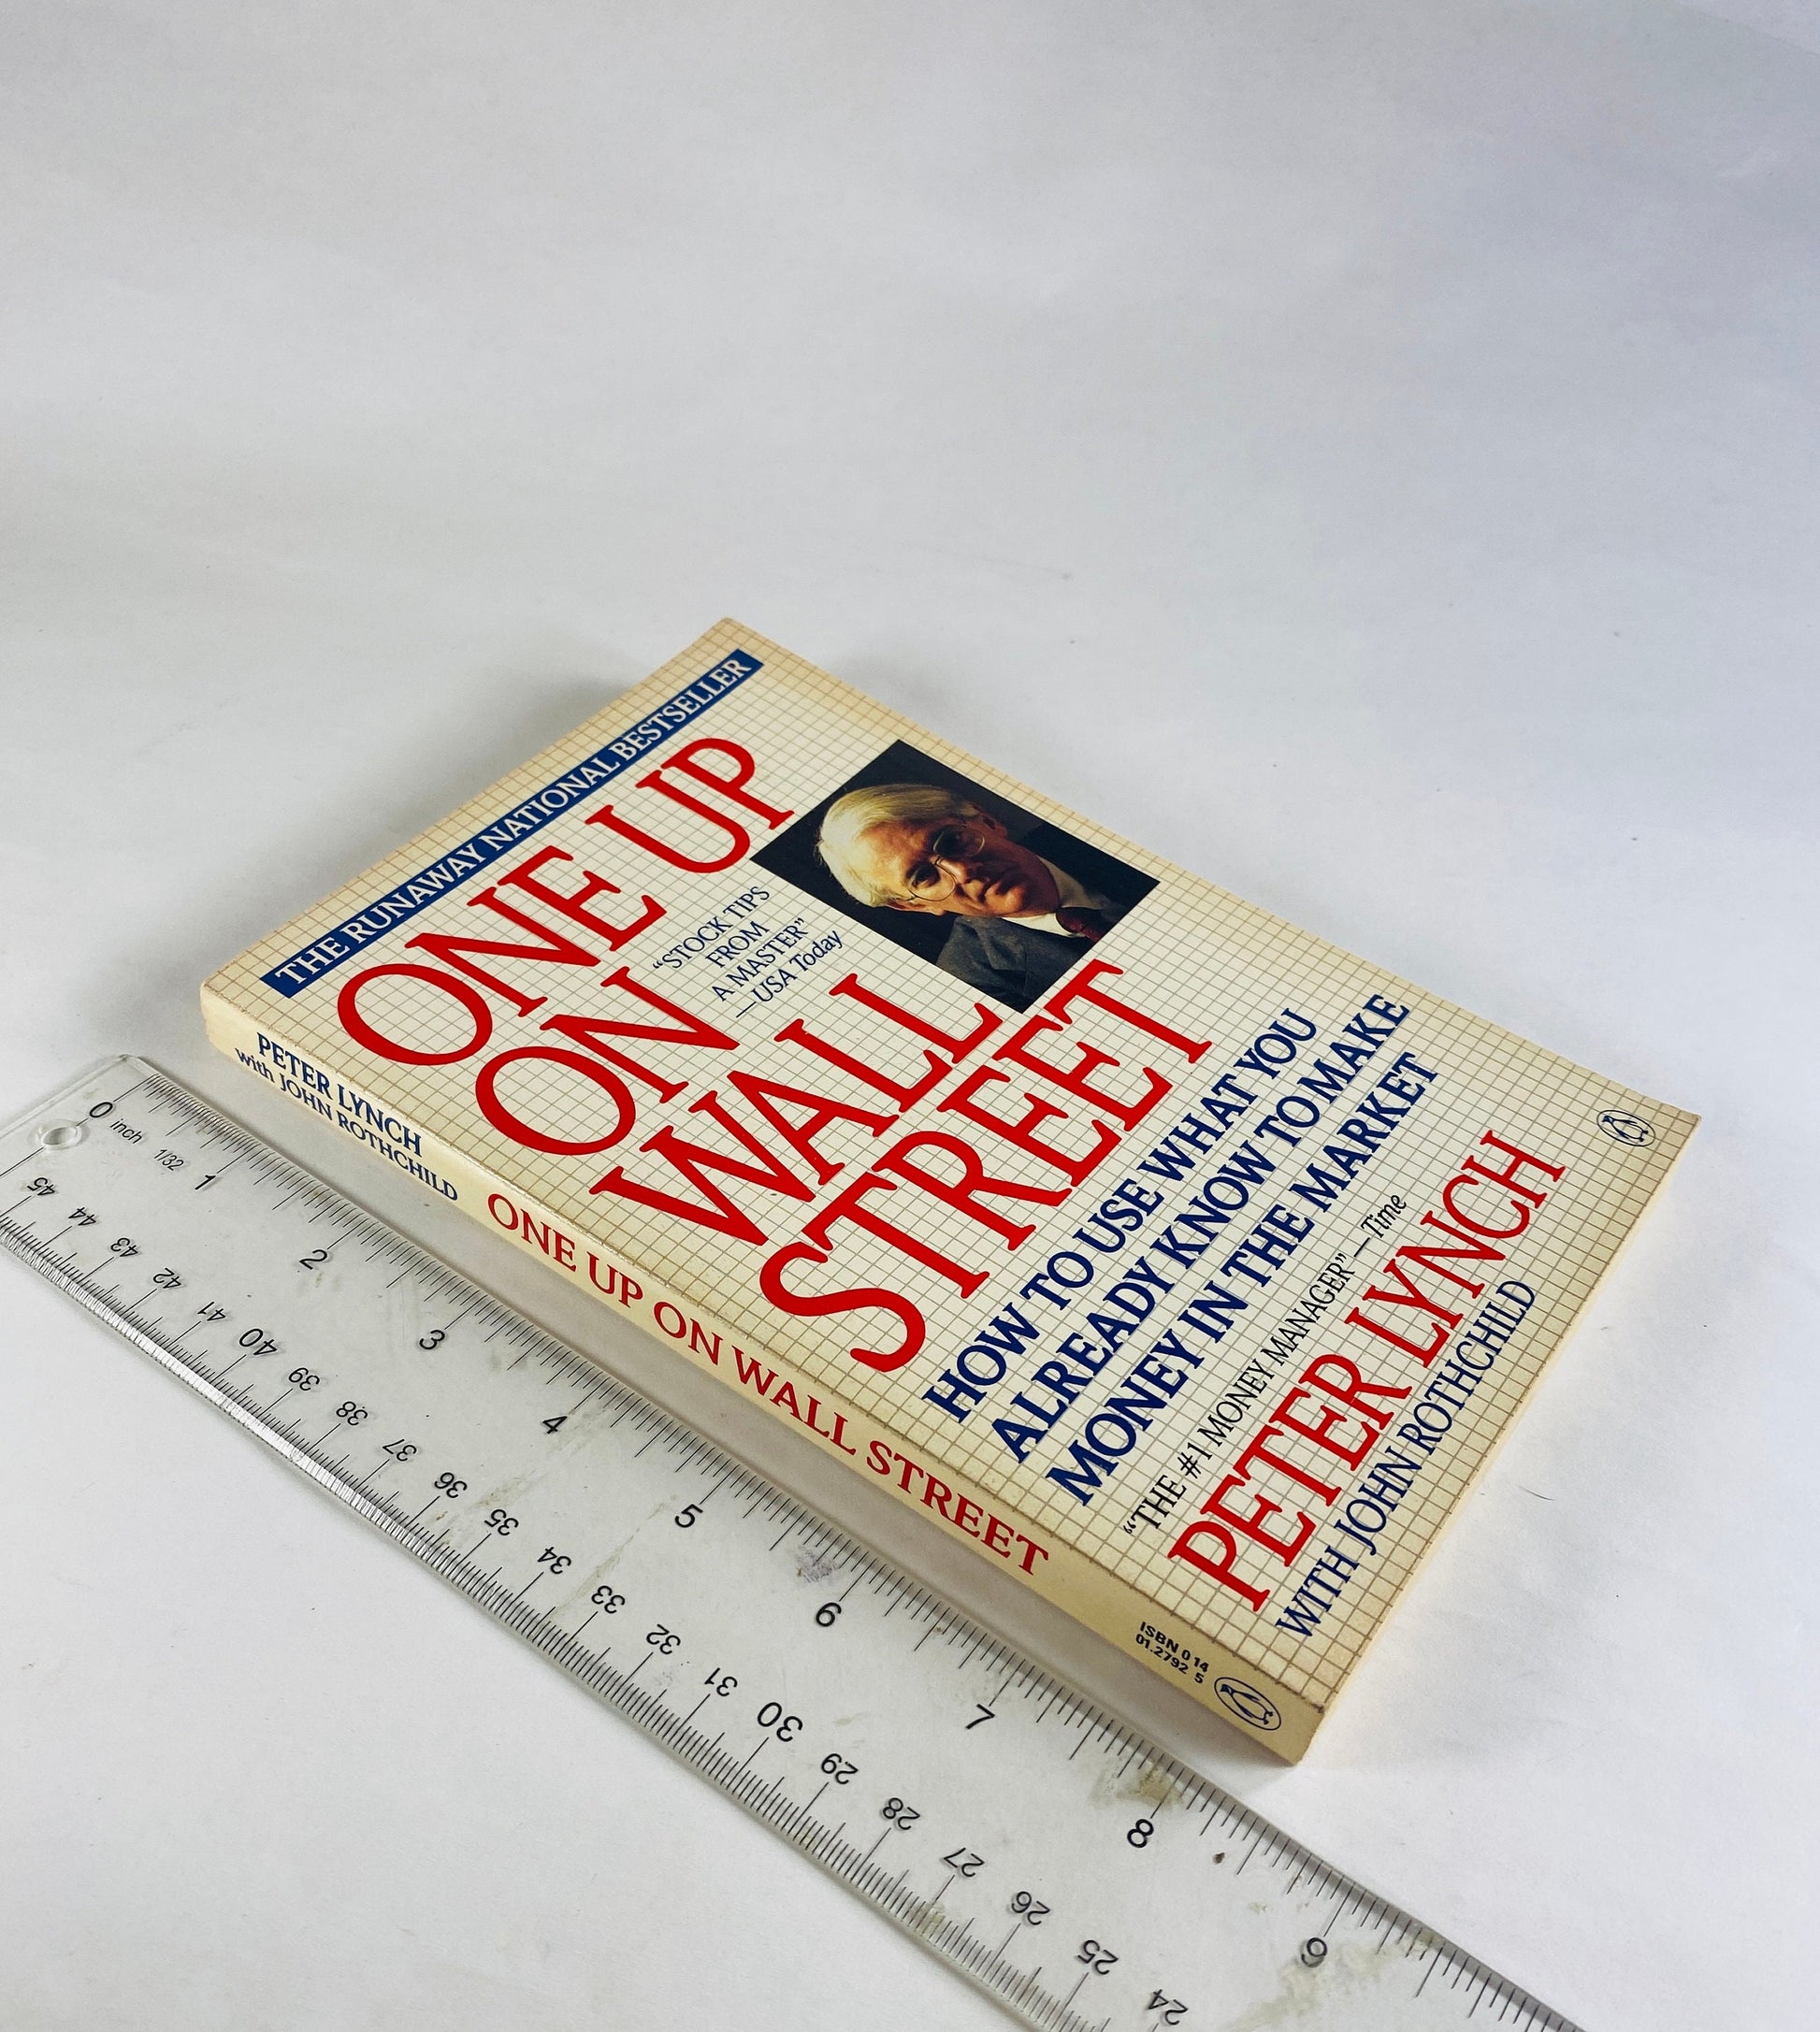 THE RUNAWAY NATIONAL BESTSELLER
ONE UP
ON
WALL
STREET
“STOCK TIPS
FROM
A MASTER”
—USA Today
HOW TO USE WHAT YOU
ALREADY KNOW TO MAKE
MONEY IN THE MARKET
“THE #1 MONEY MANAGER”—Time
PETER LYNCH
WITH JOHN ROTHCHILD
PETER LYNCH
with JOHN ROTHCHILD
ONE UP ON WALL STREET
ISBN 0 14
01.2792 5
0 inch 1/32 1 2 3 4 5 6 7 8 9
45 44 43 42 41 40 39 38 37 36 35 34 33 32 31 30 29 28 27 26 25 24